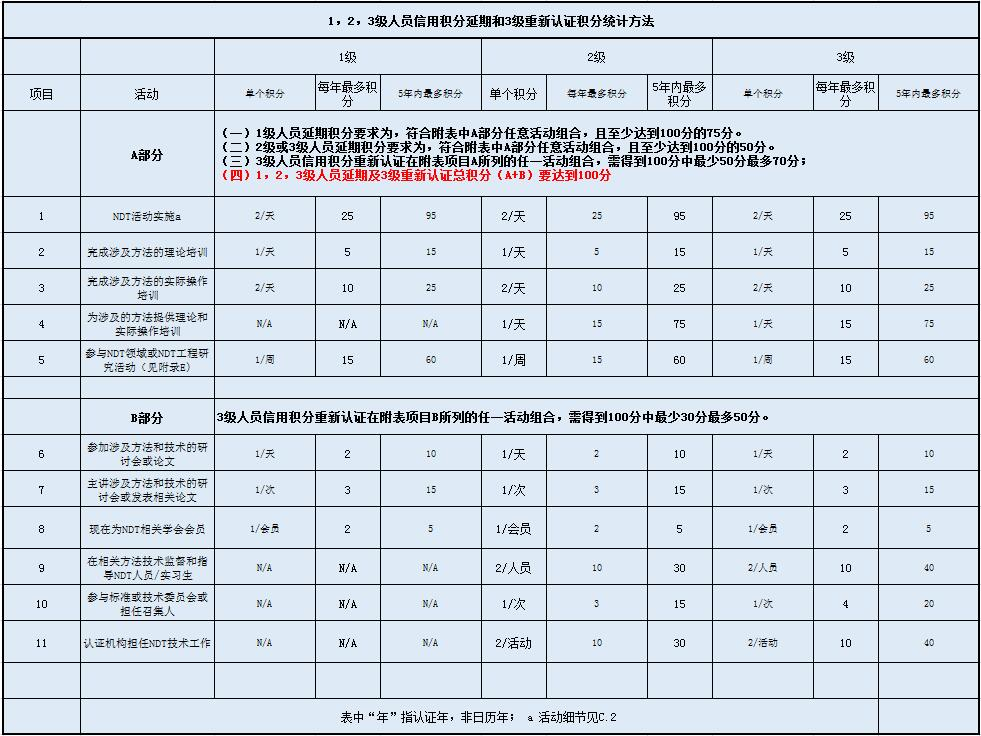 1，2，3级人员信用积分延期和3级重新认证积分统计方法
1级 2级 3级
项目 活动 单个积分 每年最多积分 5年内最多积分 单个积分 每年最多积分 5年内最多积分 单个积分 每年最多积分 5年内最多积分
A部分
（一）1级人员延期积分要求为，符合附表中A部分任意活动组合，且至少达到100分的75分。
（二）2级或3级人员延期积分要求为，符合附表中A部分任意活动组合，且至少达到100分的50分。
（三）3级人员信用积分重新认证在附表项目A所列的任一活动组合，需得到100分中最少50分最多70分；
（四）1，2，3级人员延期及3级重新认证总积分（A+B）要达到100分
1 NDT活动实施a 2/天 25 95 2/天 25 95 2/天 25 95
2 完成涉及方法的理论培训 1/天 5 15 1/天 5 15 1/天 5 15
3 完成涉及方法的实际操作培训 2/天 10 25 2/天 10 25 2/天 10 25
4 为涉及的方法提供理论和实际操作培训 N/A N/A N/A 1/天 15 75 1/天 15 75
5 参与NDT领域或NDT工程研究活动（见附录E） 1/周 15 60 1/周 15 60 1/周 15 60
B部分 3级人员信用积分重新认证在附表项目B所列的任一活动组合，需得到100分中最少30分最多50分。
6 参加涉及方法和技术的研讨会或论文 1/天 2 10 1/天 2 10 1/天 2 10
7 主讲涉及方法和技术的研讨会或发表相关论文 1/次 3 15 1/次 3 15 1/次 3 15
8 现在为NDT相关学会会员 1/会员 2 5 1/会员 2 5 1/会员 2 5
9 在相关方法技术监督和指导NDT人员/实习生 N/A N/A N/A 2/人员 10 30 2/人员 10 40
10 参与标准或技术委员会或担任召集人 N/A N/A N/A 1/次 3 15 1/次 4 20
11 认证机构担任NDT技术工作 N/A N/A N/A 2/活动 10 30 2/活动 10 40
表中“年”指认证年，非日历年； a 活动细节见C.2